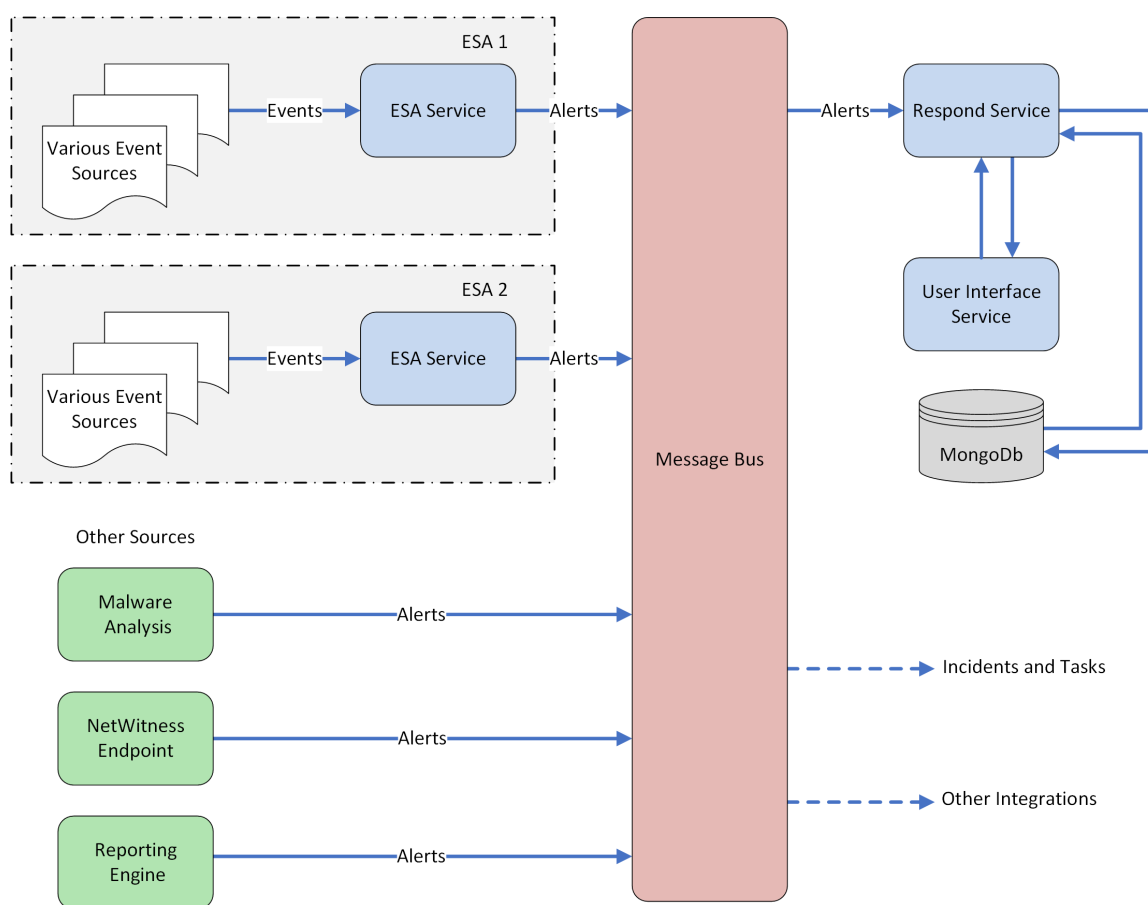 ESA 1
Various Event
Sources
Events
ESA Service
Alerts
ESA 2
Various Event
Sources
Events
ESA Service
Alerts
Other Sources
Malware
Analysis
Alerts
NetWitness
Endpoint
Alerts
Reporting
Engine
Alerts
Message Bus
Alerts
Respond Service
User Interface
Service
MongoDb
Incidents and Tasks
Other Integrations